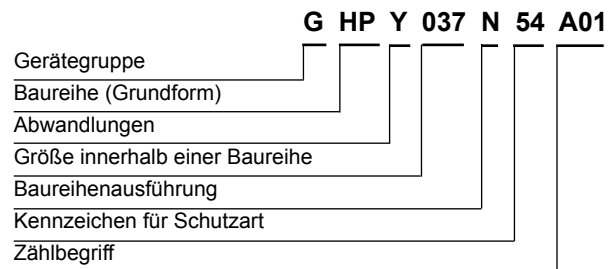 G HP Y 037 N 54 A01
Gerätegruppe
Baureihe (Grundform)
Abwandlungen
Größe innerhalb einer Baureihe
Baureihenausführung
Kennzeichen für Schutzart
Zählbegriff